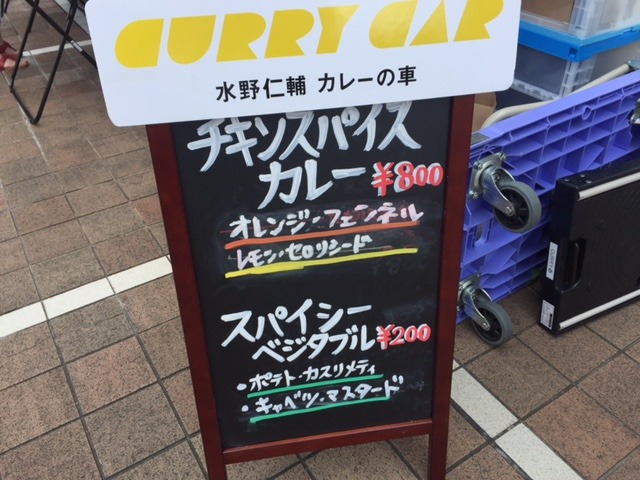 CURRY CAR
水野仁輔 カレーの車
チキンスパイス
カレー ¥800
オレンジ・フェンネル
レモン・セロリシード
スパイシー
ベジタブル ¥200
・ポテト・カスリメティ
・キャベツ・マスタード